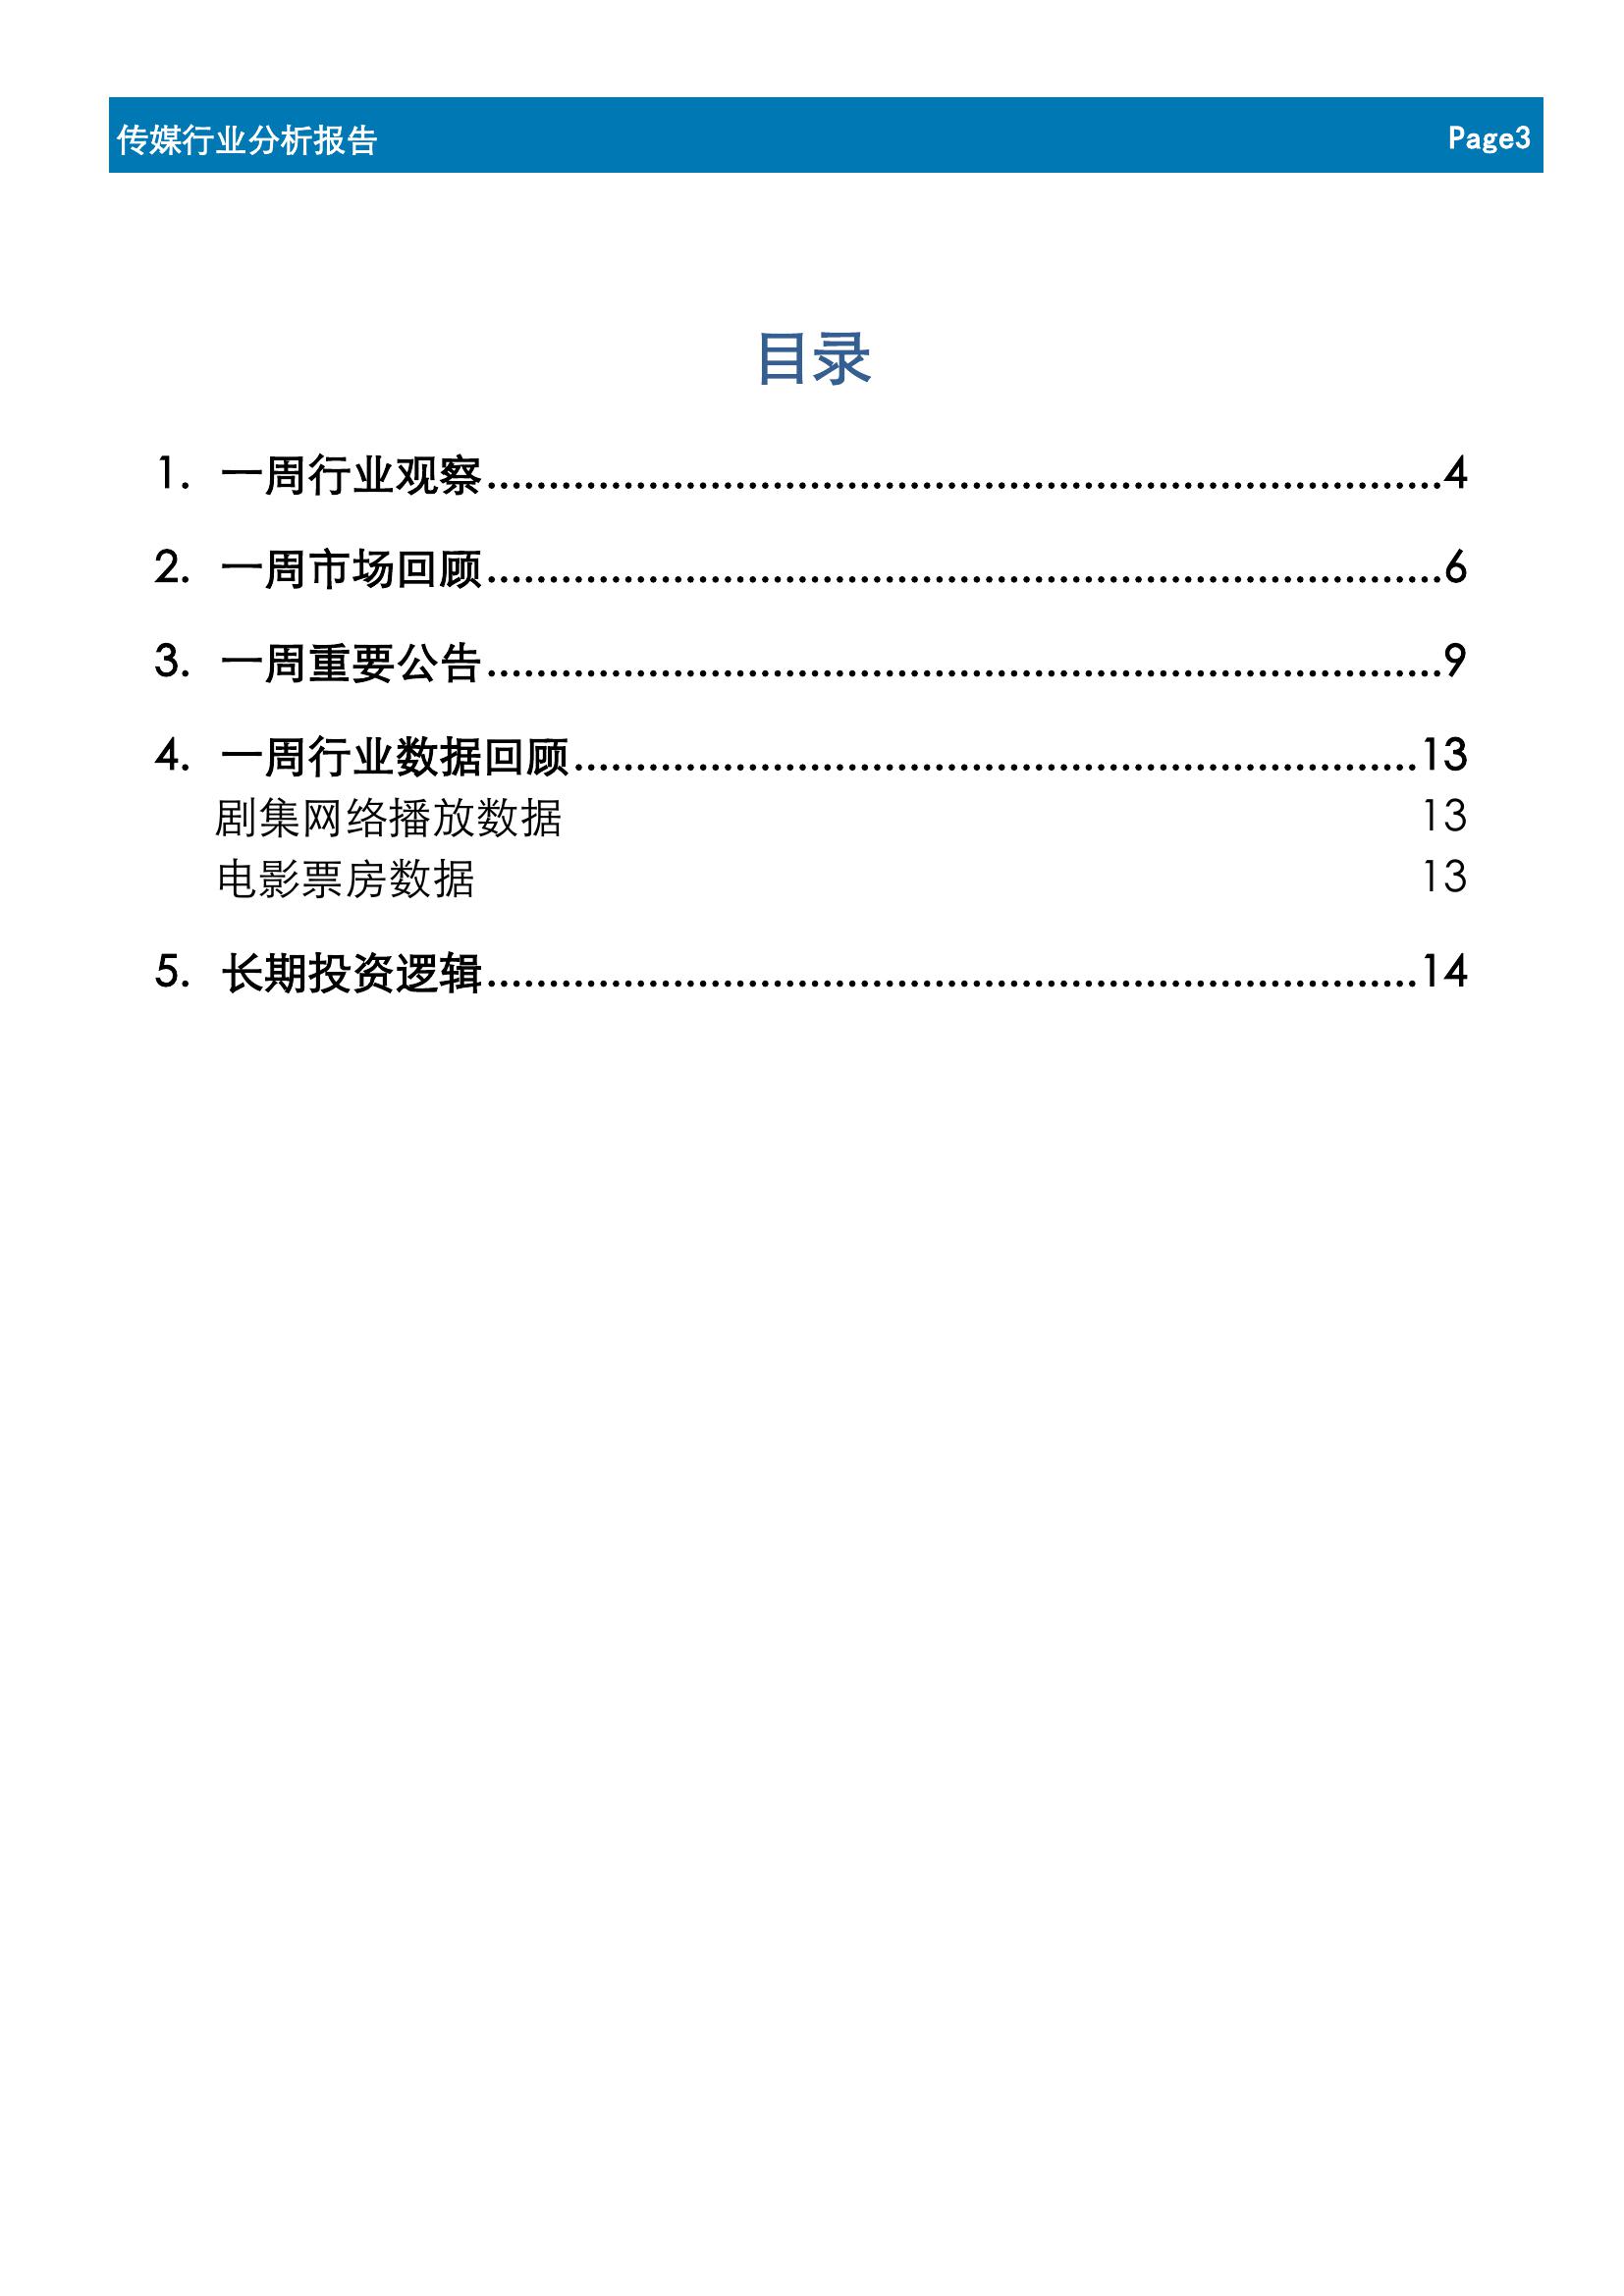 传媒行业分析报告 Page3
目录
1. 一周行业观察................................................................................4
2. 一周市场回顾................................................................................6
3. 一周重要公告................................................................................9
4. 一周行业数据回顾......................................................................13
剧集网络播放数据 13
电影票房数据 13
5. 长期投资逻辑..............................................................................14